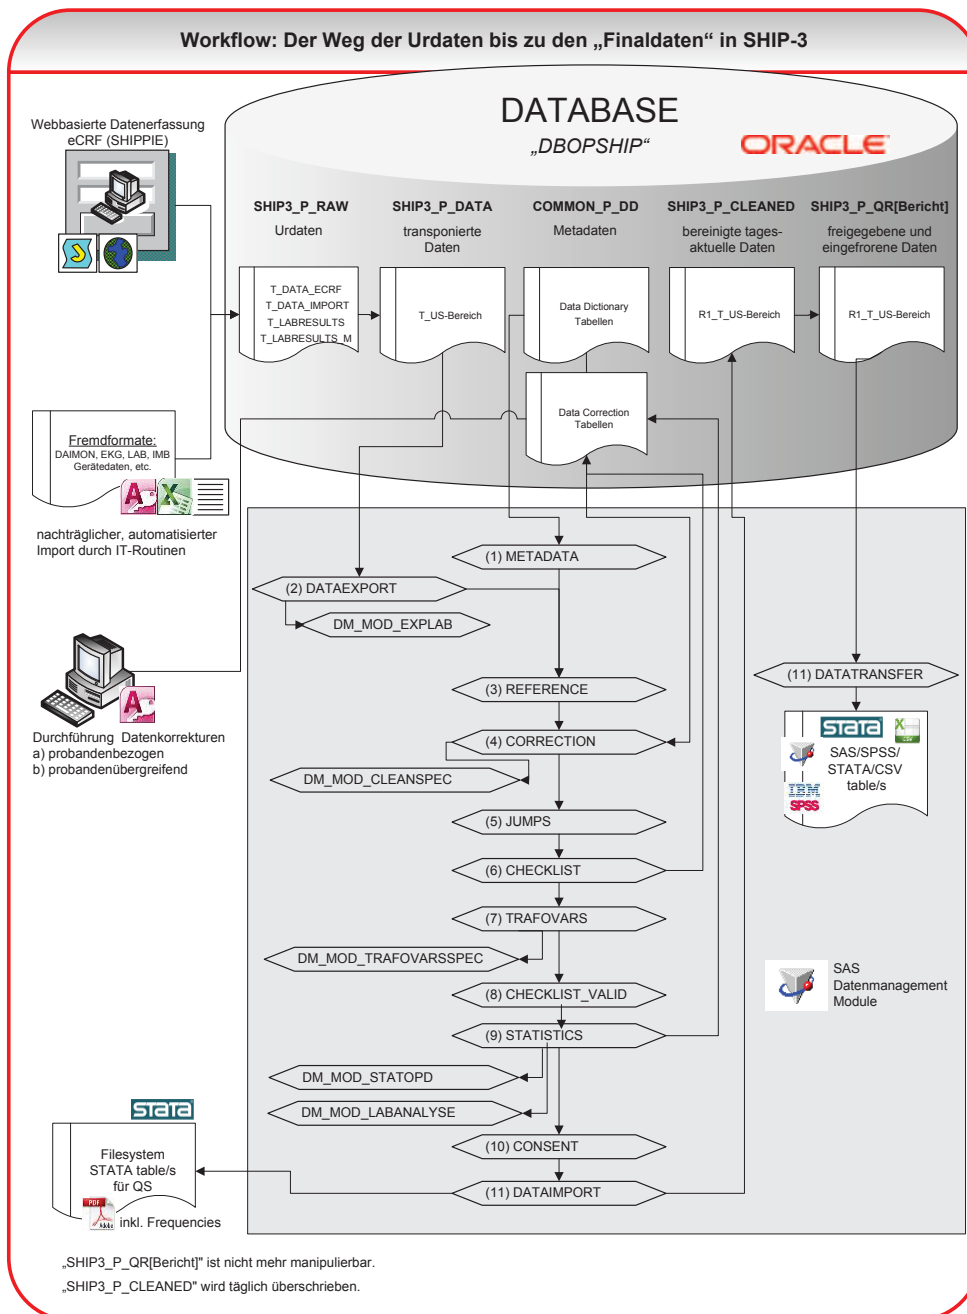 Workflow: Der Weg der Urdaten bis zu den „Finaldaten“ in SHIP-3
Webbasierte Datenerfassung
eCRF (SHIPPIE)
DATABASE
„DBOPSHIP“
ORACLE
SHIP3_P_RAW
Urdaten
SHIP3_P_DATA
transponierte
Daten
COMMON_P_DD
Metadaten
SHIP3_P_CLEANED
bereinigte tages-
aktuelle Daten
SHIP3_P_QR[Bericht]
freigegebene und
eingefrorene Daten
T_DATA_ECRF
T_DATA_IMPORT
T_LABRESULTS
T_LABRESULTS_M
T_US-Bereich
Data Dictionary
Tabellen
R1_T_US-Bereich
R1_T_US-Bereich
Data Correction
Tabellen
Fremdformate:
DAIMON, EKG, LAB, IMB
Gerätedaten, etc.
nachträglicher, automatisierter
Import durch IT-Routinen
(1) METADATA
(2) DATAEXPORT
DM_MOD_EXPLAB
(3) REFERENCE
(11) DATATRANSFER
Durchführung Datenkorrekturen
a) probandenbezogen
b) probandenübergreifend
(4) CORRECTION
DM_MOD_CLEANSPEC
STATA
SAS/SPSS/
STATA/CSV
table/s
IBM
SPSS
(5) JUMPS
(6) CHECKLIST
(7) TRAFOVARS
DM_MOD_TRAFOVARSSPEC
(8) CHECKLIST_VALID
(9) STATISTICS
SAS
Datenmanagement
Module
DM_MOD_STATOPD
DM_MOD_LABANALYSE
(10) CONSENT
(11) DATAIMPORT
STATA
Filesystem
STATA table/s
für QS
PDF
Adobe
inkl. Frequencies
„SHIP3_P_QR[Bericht]" ist nicht mehr manipulierbar.
„SHIP3_P_CLEANED" wird täglich überschrieben.